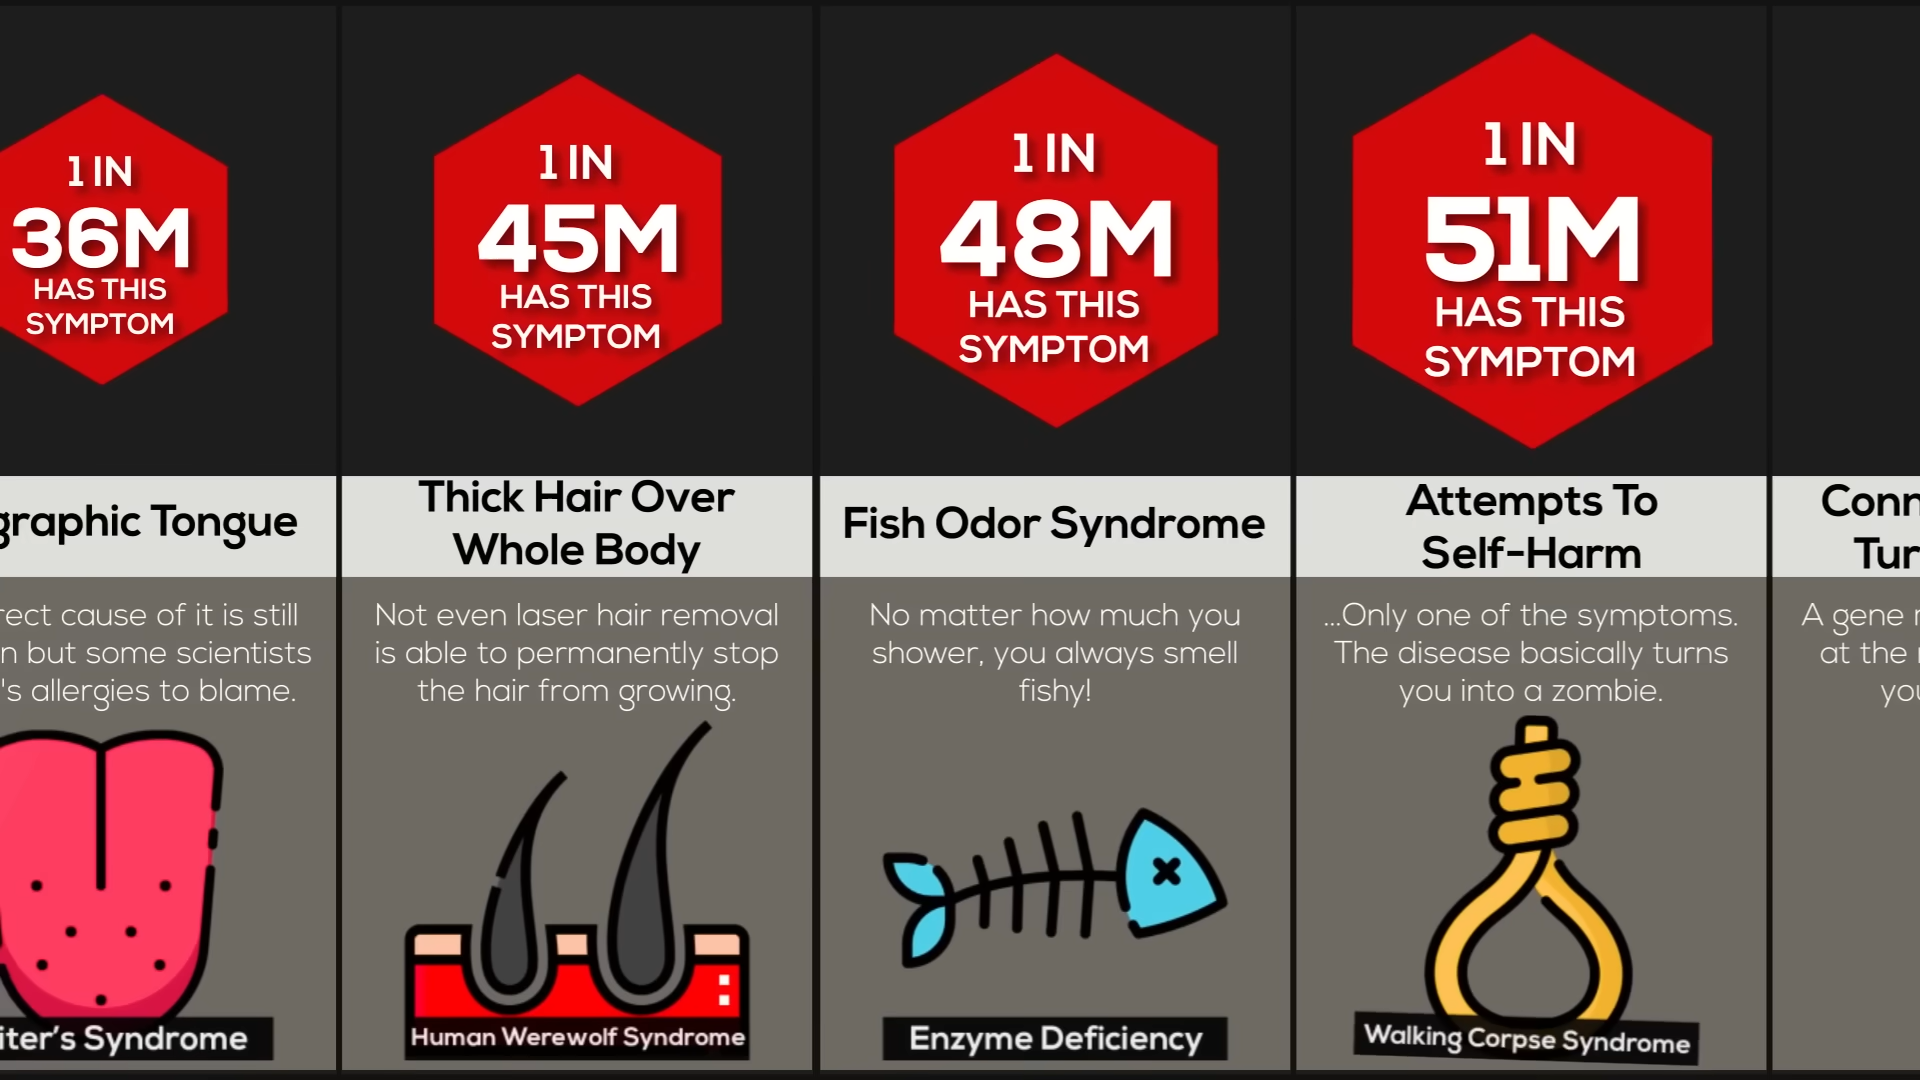 1 IN
36M
HAS THIS
SYMPTOM
graphic Tongue
rect cause of it is still
n but some scientists
's allergies to blame.
iter's Syndrome
1 IN
45M
HAS THIS
SYMPTOM
Thick Hair Over
Whole Body
Not even laser hair removal
is able to permanently stop
the hair from growing.
Human Werewolf Syndrome
1 IN
48M
HAS THIS
SYMPTOM
Fish Odor Syndrome
No matter how much you
shower, you always smell
fishy!
Enzyme Deficiency
1 IN
51M
HAS THIS
SYMPTOM
Attempts To
Self-Harm
...Only one of the symptoms.
The disease basically turns
you into a zombie.
Walking Corpse Syndrome
Conn
Tur
A gene
at the
you